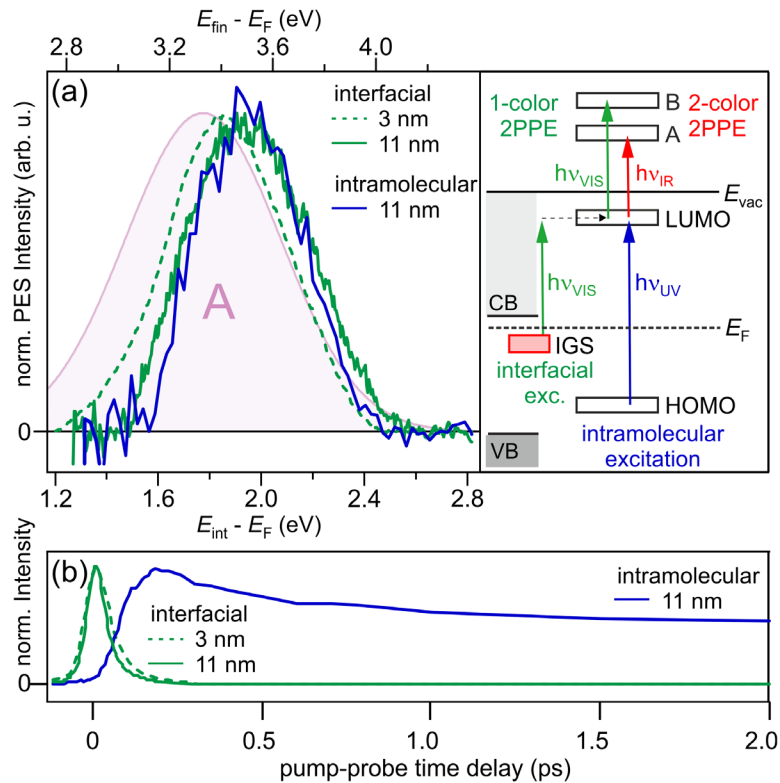 E_fin - E_F (eV)
2.8 3.2 3.6 4.0
(a)
interfacial
3 nm
11 nm
intramolecular
11 nm
A
norm. PES Intensity (arb. u.)
0
1.2 1.6 2.0 2.4 2.8
E_int - E_F (eV)
1-color
2PPE
B
2-color
2PPE
A
hν_VIS
hν_IR
E_vac
LUMO
hν_VIS
hν_UV
CB
E_F
IGS
interfacial
exc.
HOMO
intramolecular
excitation
VB
(b)
norm. Intensity
interfacial
3 nm
11 nm
intramolecular
11 nm
0
0 0.5 1.0 1.5 2.0
pump-probe time delay (ps)